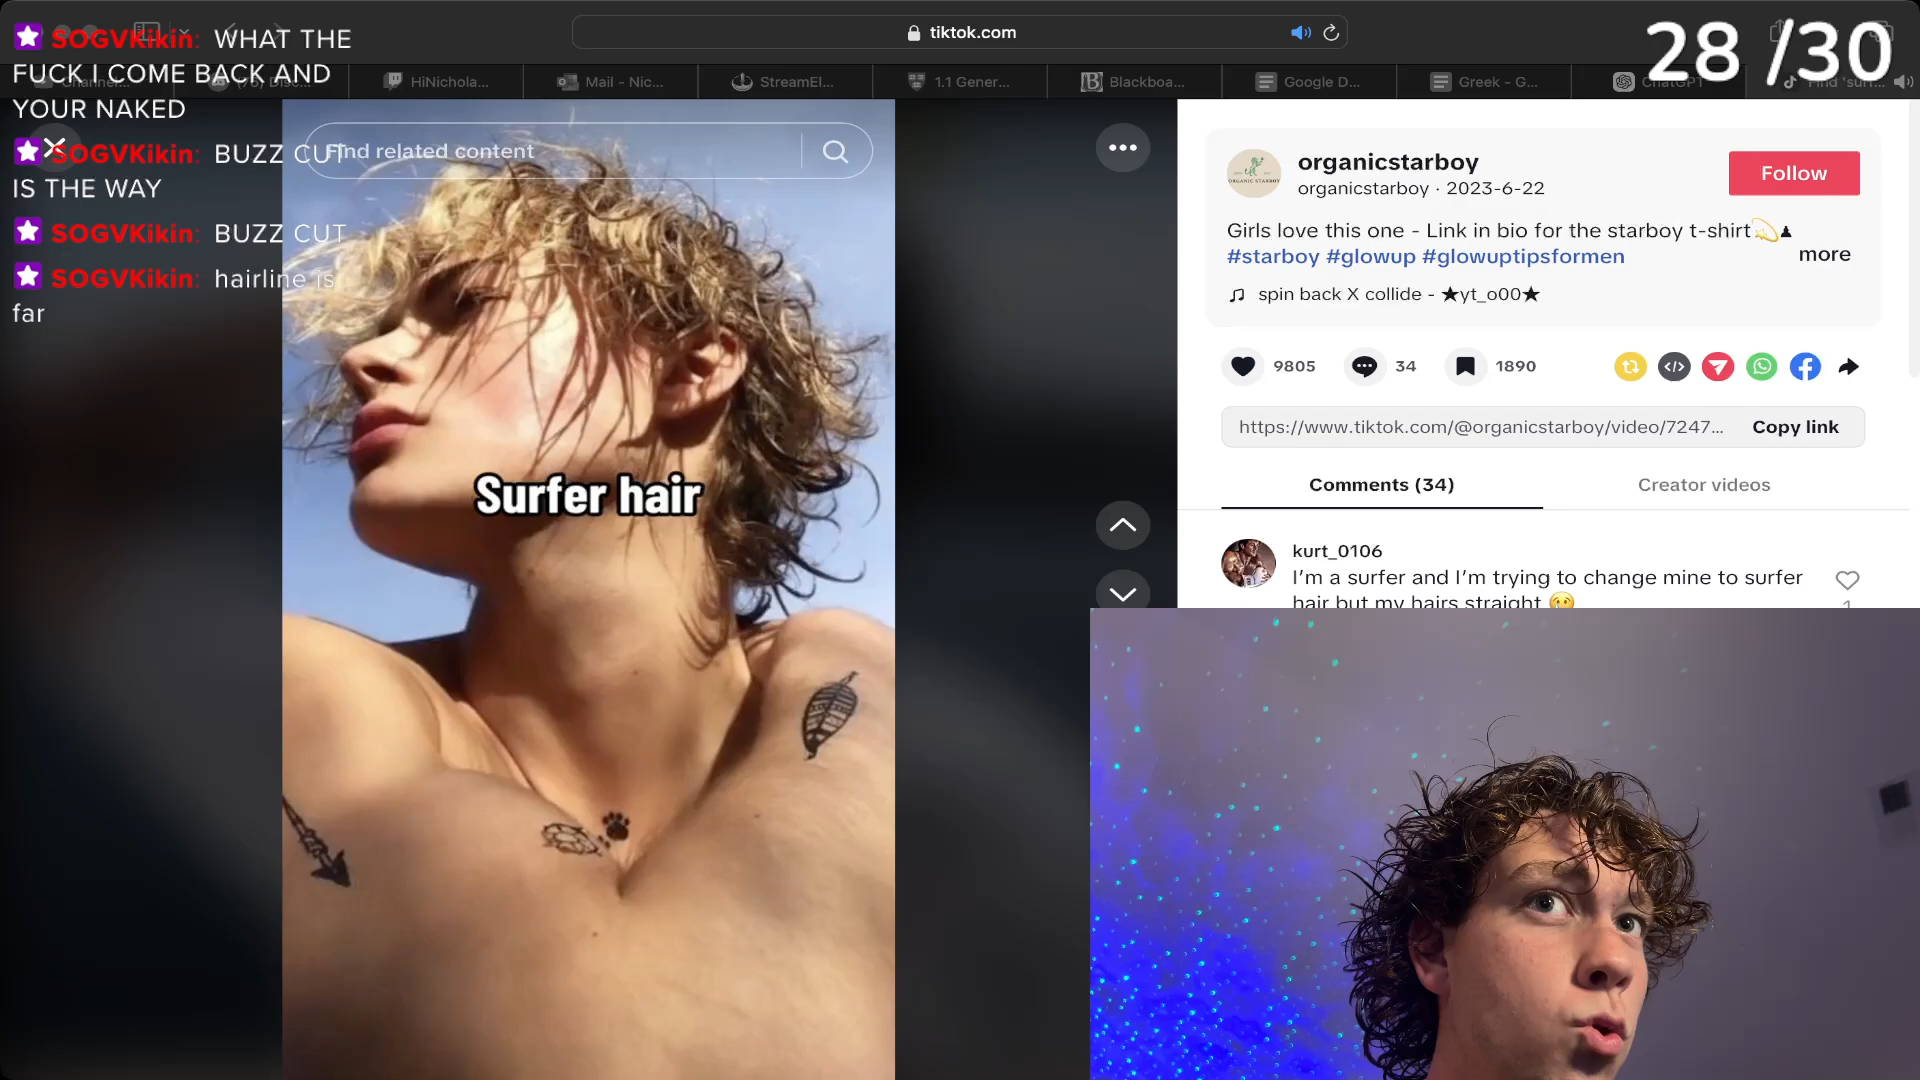 SOGVKikin: WHAT THE
FUCK I COME BACK AND
YOUR NAKED
SOGVKikin: BUZZ CUT
IS THE WAY
SOGVKikin: BUZZ CUT
SOGVKikin: hairline is
far
tiktok.com
28 /30
HiNichola...
Mail - Nic...
StreamEl...
1.1 Gener...
Blackboa...
Google D...
Greek - G...
ChatGPT
Find 'surf...
Find related content
Surfer hair
organicstarboy
organicstarboy · 2023-6-22
Follow
Girls love this one - Link in bio for the starboy t-shirt💫♟
#starboy #glowup #glowuptipsformen
more
spin back X collide - ★yt_o00★
9805
34
1890
https://www.tiktok.com/@organicstarboy/video/7247...
Copy link
Comments (34)
Creator videos
kurt_0106
I'm a surfer and I'm trying to change mine to surfer
hair but my hairs straight 😢